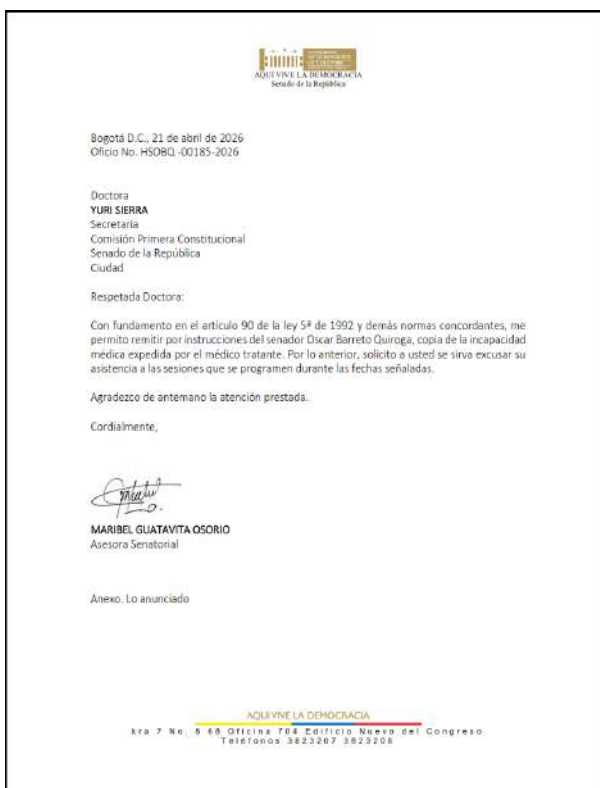 AQUÍ VIVE LA DEMOCRACIA
Senado de la República
Bogotá D.C., 21 de abril de 2026
Oficio No. HSOBQ -00185-2026
Doctora
YURI SIERRA
Secretaria
Comisión Primera Constitucional
Senado de la República
Ciudad
Respetada Doctora:
Con fundamento en el artículo 90 de la ley 5ª de 1992 y demás normas concordantes, me
permito remitir por instrucciones del senador Oscar Barreto Quiroga, copia de la incapacidad
médica expedida por el médico tratante. Por lo anterior, solicito a usted se sirva excusar su
asistencia a las sesiones que se programen durante las fechas señaladas.
Agradezco de antemano la atención prestada.
Cordialmente,
MARIBEL GUATAVITA OSORIO
Asesora Senatorial
Anexo. Lo anunciado
AQUÍ VIVE LA DEMOCRACIA
kra 7 No. 8 68 Oficina 704 Edificio Nuevo del Congreso
Teléfonos 3823207 3823208